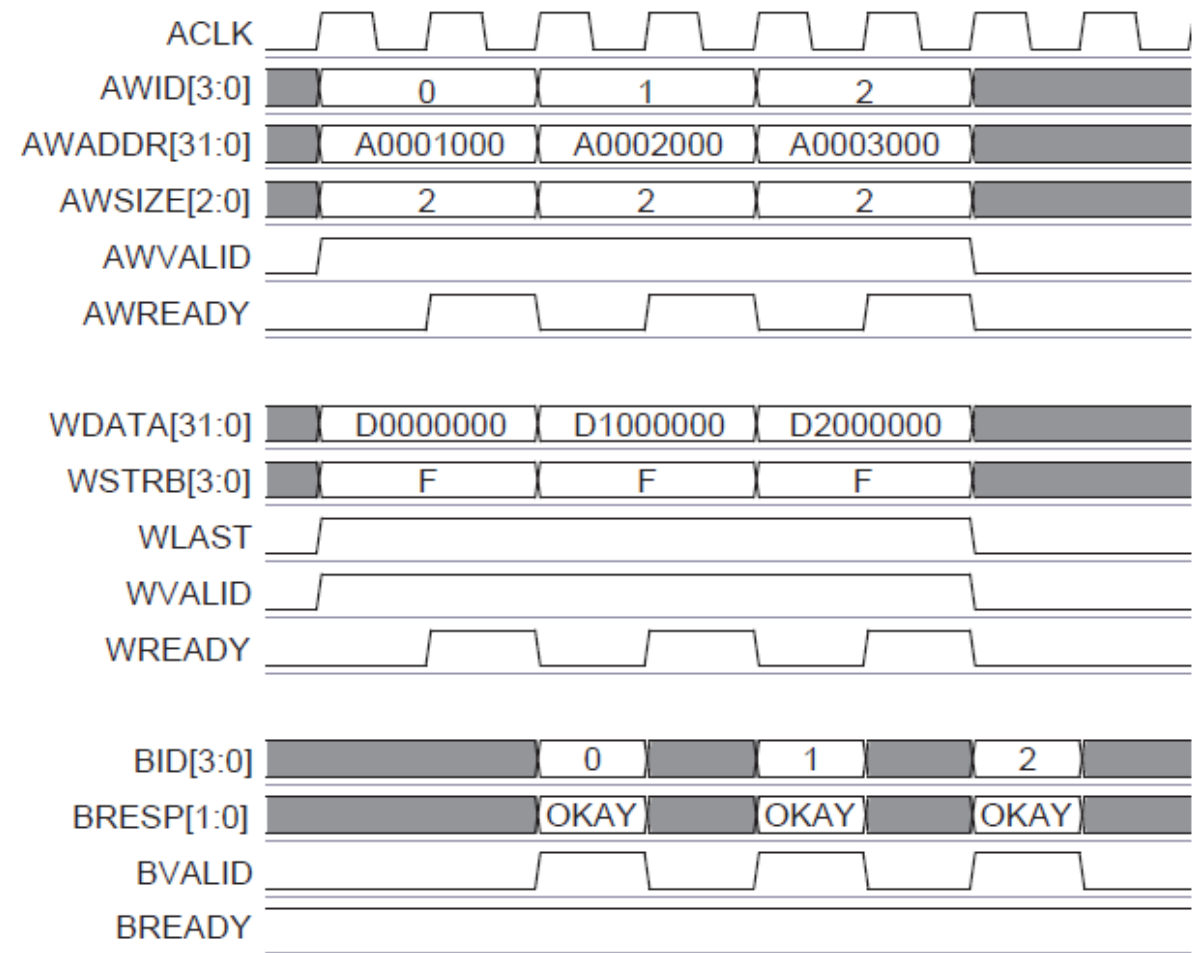 ACLK
AWID[3:0] 0 1 2
AWADDR[31:0] A0001000 A0002000 A0003000
AWSIZE[2:0] 2 2 2
AWVALID
AWREADY
WDATA[31:0] D0000000 D1000000 D2000000
WSTRB[3:0] F F F
WLAST
WVALID
WREADY
BID[3:0] 0 1 2
BRESP[1:0] OKAY OKAY OKAY
BVALID
BREADY